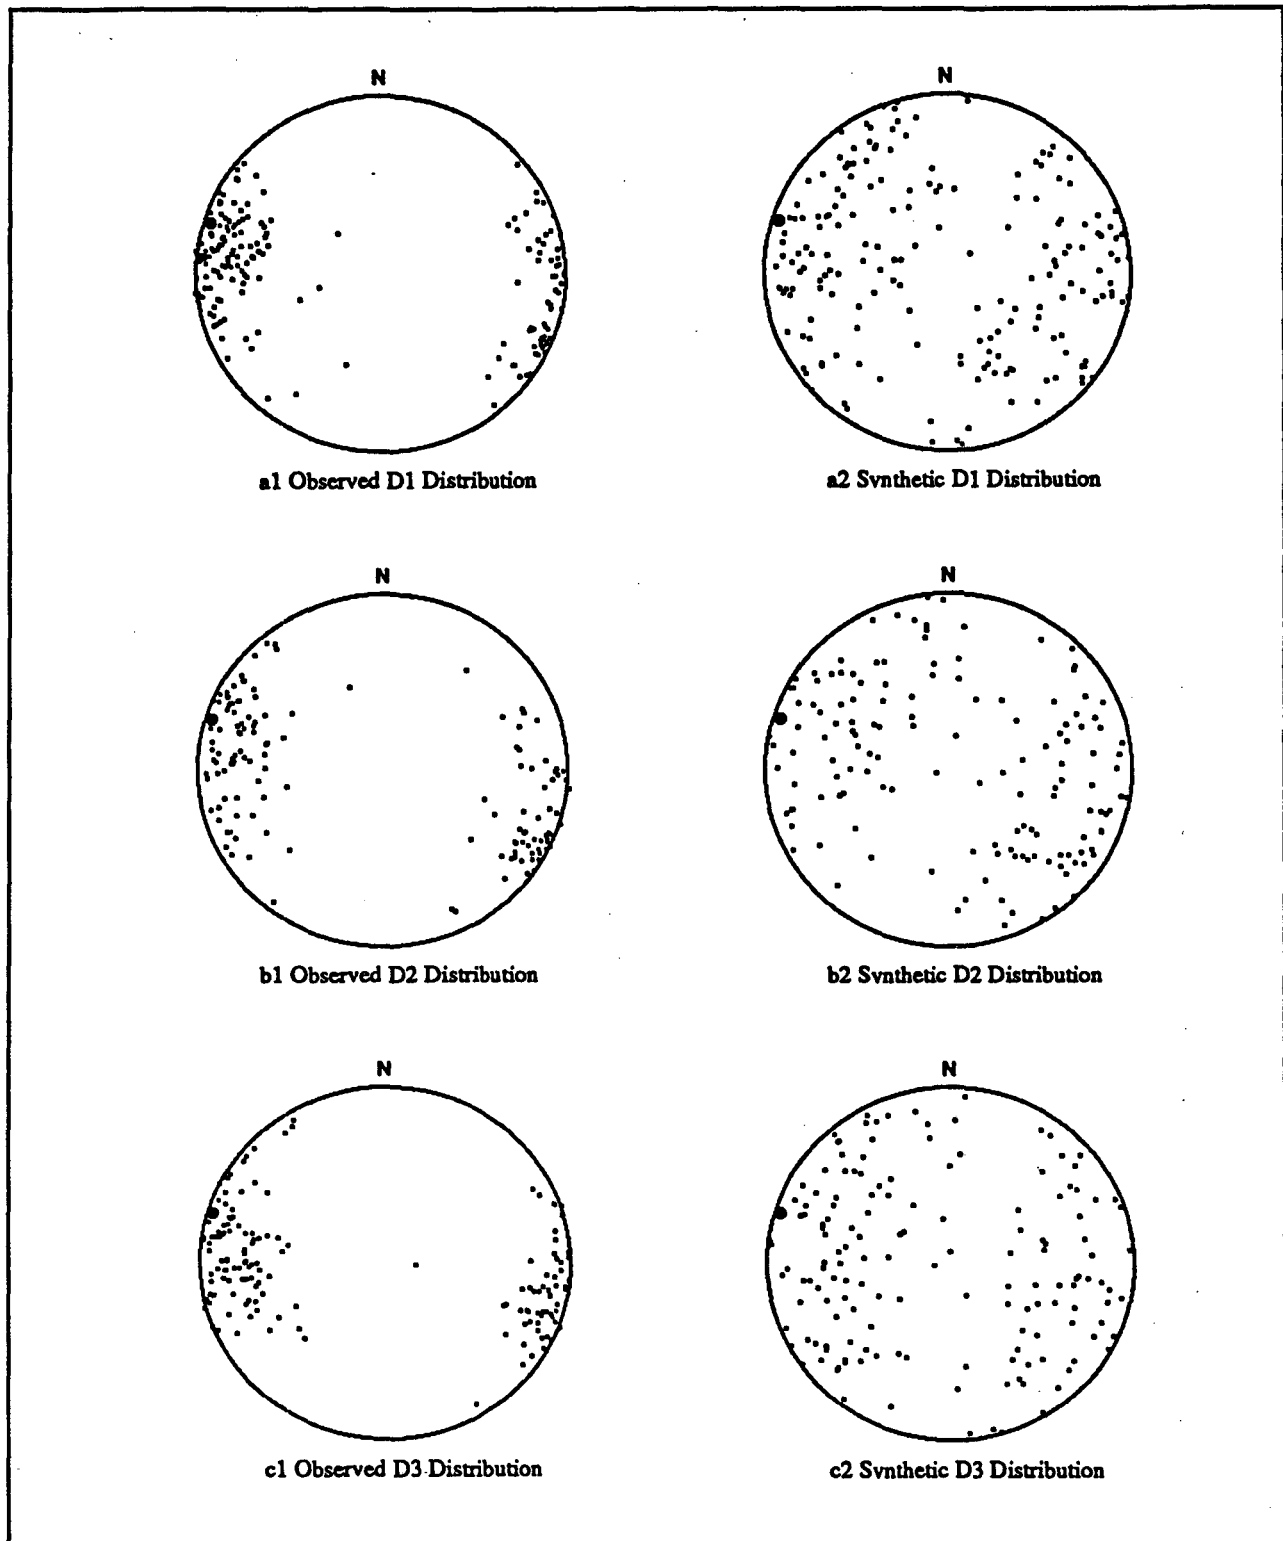 N
N
a1 Observed D1 Distribution
a2 Synthetic D1 Distribution
N
N
b1 Observed D2 Distribution
b2 Synthetic D2 Distribution
N
N
c1 Observed D3 Distribution
c2 Synthetic D3 Distribution